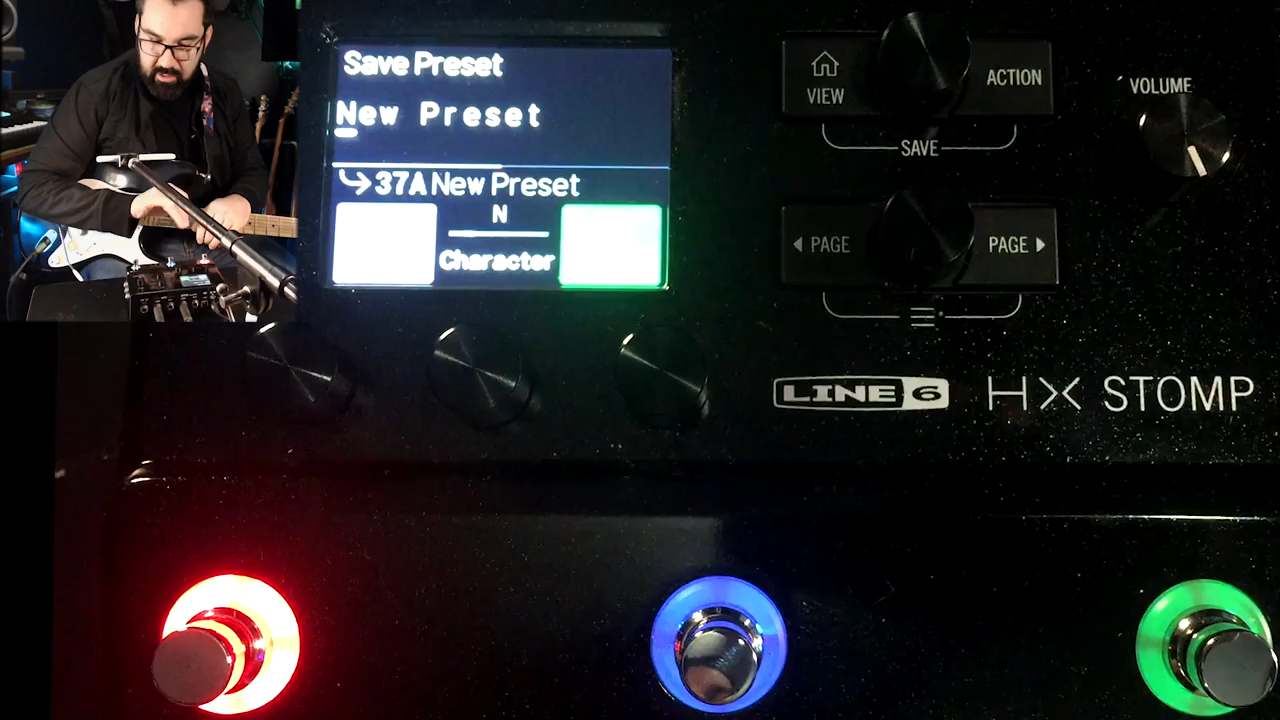 Save Preset
New Preset
37A New Preset
N
Character
VIEW
ACTION
SAVE
VOLUME
PAGE
PAGE
LINE 6 HX STOMP